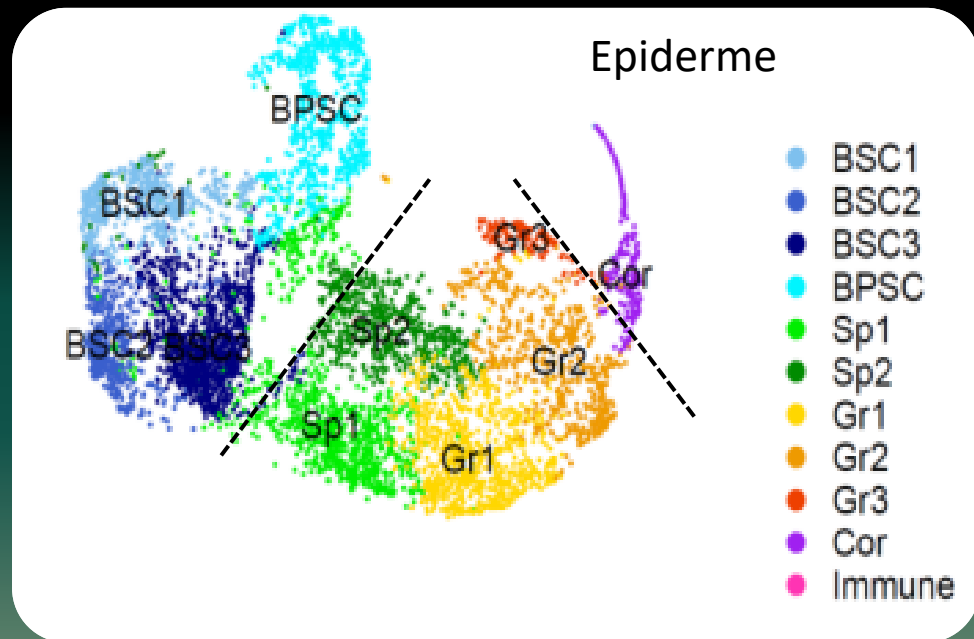 Epiderme
BPSC
BSC1
BSC2
BSC3
Sp2
Sp1
Gr1
Gr2
Gr3
Cor
BSC1
BSC2
BSC3
BPSC
Sp1
Sp2
Gr1
Gr2
Gr3
Cor
Immune